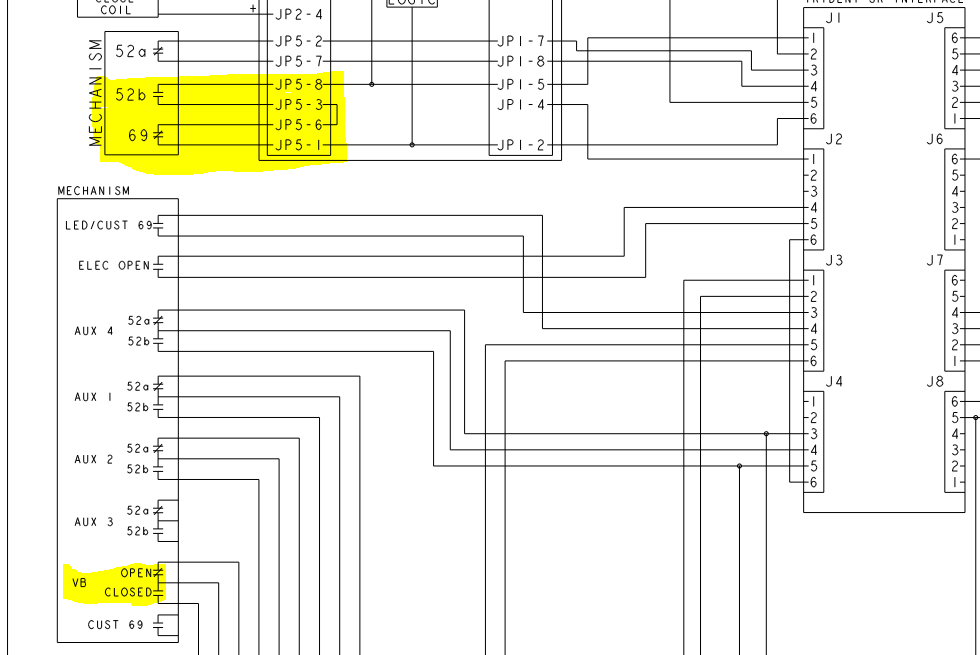 CLOSE
COIL
+
JP2-4
LOGIC
TRIDENT SR INTERFACE
MECHANISM
52a
52b
69
JP5-2
JP5-7
JP5-8
JP5-3
JP5-6
JP5-1
JP1-7
JP1-8
JP1-5
JP1-4
JP1-2
J1
1
2
3
4
5
6
J5
6
5
4
3
2
1
J2
1
2
3
4
5
6
J6
6
5
4
3
2
1
J3
1
2
3
4
5
6
J7
6
5
4
3
2
1
J4
1
2
3
4
5
6
J8
6
5
4
3
2
1
MECHANISM
LED/CUST 69
ELEC OPEN
AUX 4
52a
52b
AUX 1
52a
52b
AUX 2
52a
52b
AUX 3
52a
52b
VB
OPEN
CLOSED
CUST 69